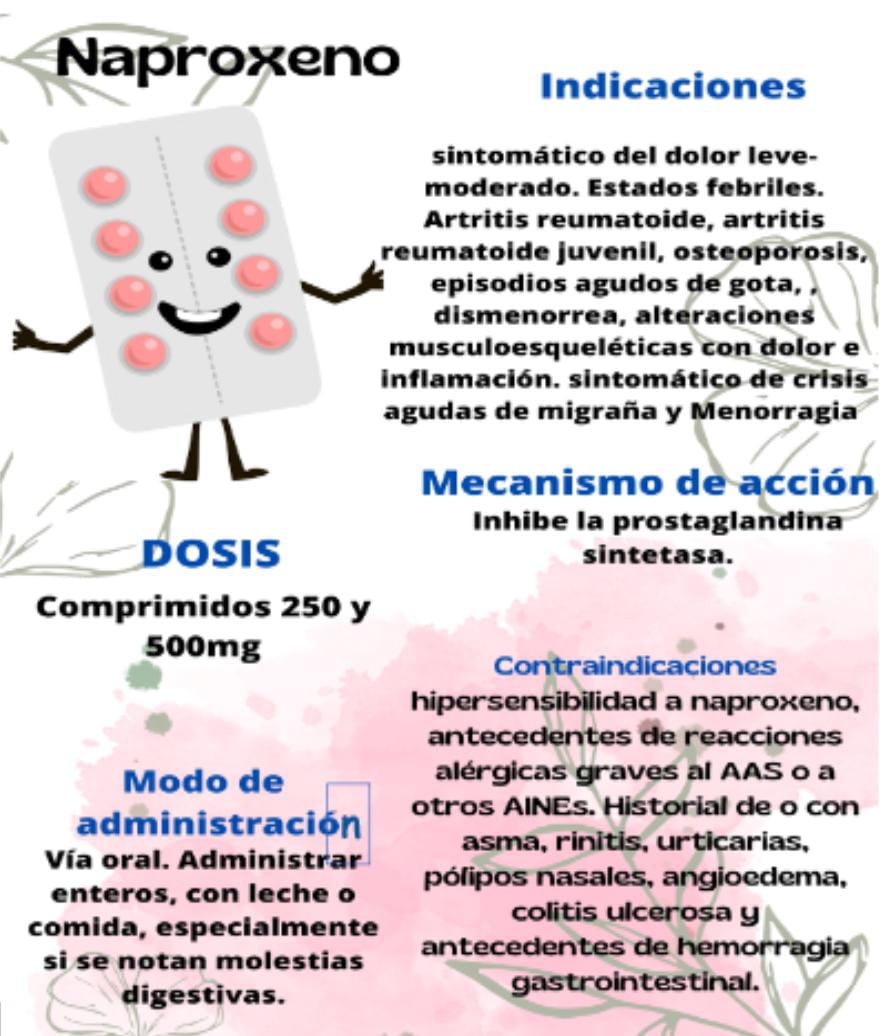 Naproxeno
Indicaciones
sintomático del dolor leve-
moderado. Estados febriles.
Artritis reumatoide, artritis
reumatoide juvenil, osteoporosis,
episodios agudos de gota, ,
dismenorrea, alteraciones
musculoesqueléticas con dolor e
inflamación. sintomático de crisis
agudas de migraña y Menorragia
Mecanismo de acción
Inhibe la prostaglandina
sintetasa.
DOSIS
Comprimidos 250 y
500mg
Modo de
administración
Vía oral. Administrar
enteros, con leche o
comida, especialmente
si se notan molestias
digestivas.
Contraindicaciones
hipersensibilidad a naproxeno,
antecedentes de reacciones
alérgicas graves al AAS o a
otros AINEs. Historial de o con
asma, rinitis, urticarias,
pólipos nasales, angioedema,
colitis ulcerosa y
antecedentes de hemorragia
gastrointestinal.